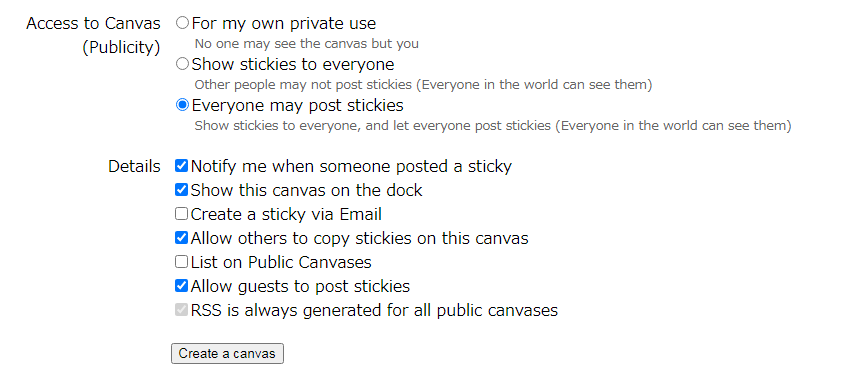 Access to Canvas For my own private use
(Publicity) No one may see the canvas but you
Show stickies to everyone
Other people may not post stickies (Everyone in the world can see them)
Everyone may post stickies
Show stickies to everyone, and let everyone post stickies (Everyone in the world can see them)
Details Notify me when someone posted a sticky
Show this canvas on the dock
Create a sticky via Email
Allow others to copy stickies on this canvas
List on Public Canvases
Allow guests to post stickies
RSS is always generated for all public canvases
Create a canvas